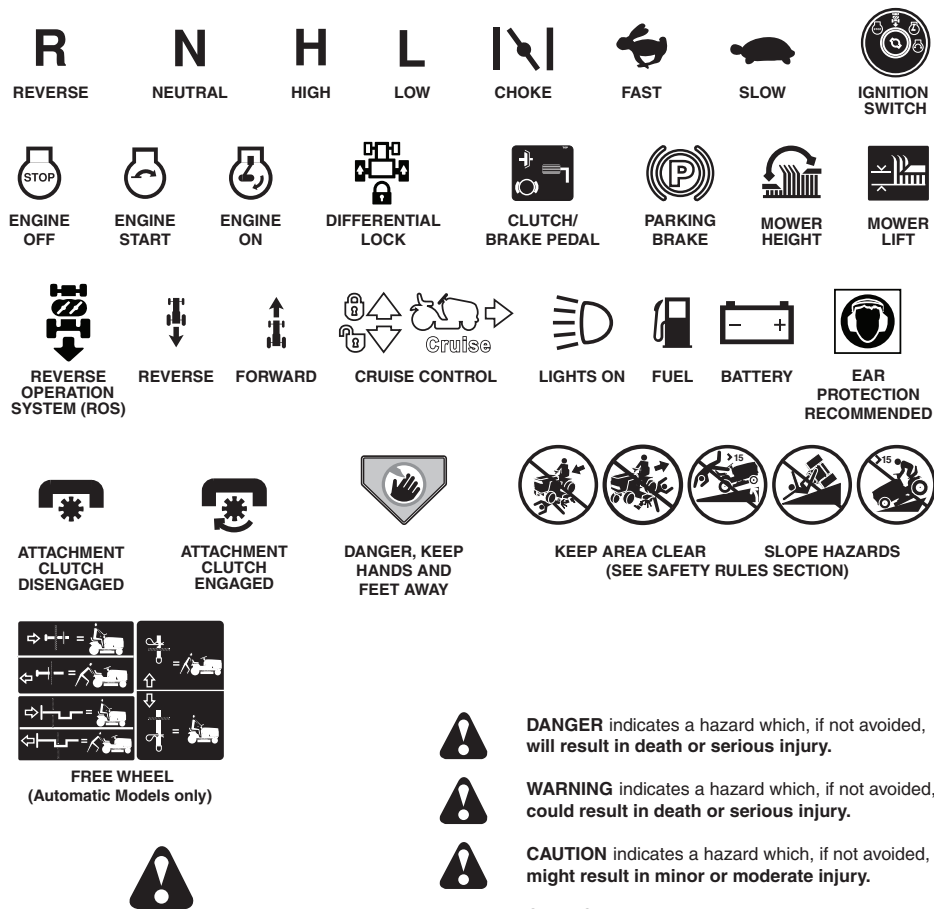 R N H L
REVERSE NEUTRAL HIGH LOW CHOKE FAST SLOW IGNITION
SWITCH
STOP P
ENGINE ENGINE ENGINE DIFFERENTIAL CLUTCH/ PARKING MOWER MOWER
OFF START ON LOCK BRAKE PEDAL BRAKE HEIGHT LIFT
Cruise
- +
REVERSE REVERSE FORWARD CRUISE CONTROL LIGHTS ON FUEL BATTERY EAR
OPERATION PROTECTION
SYSTEM (ROS) RECOMMENDED
>15 >15
ATTACHMENT ATTACHMENT DANGER, KEEP KEEP AREA CLEAR SLOPE HAZARDS
CLUTCH CLUTCH HANDS AND (SEE SAFETY RULES SECTION)
DISENGAGED ENGAGED FEET AWAY
= =
= =
= =
FREE WHEEL
(Automatic Models only)
DANGER indicates a hazard which, if not avoided,
will result in death or serious injury.
WARNING indicates a hazard which, if not avoided,
could result in death or serious injury.
CAUTION indicates a hazard which, if not avoided,
might result in minor or moderate injury.